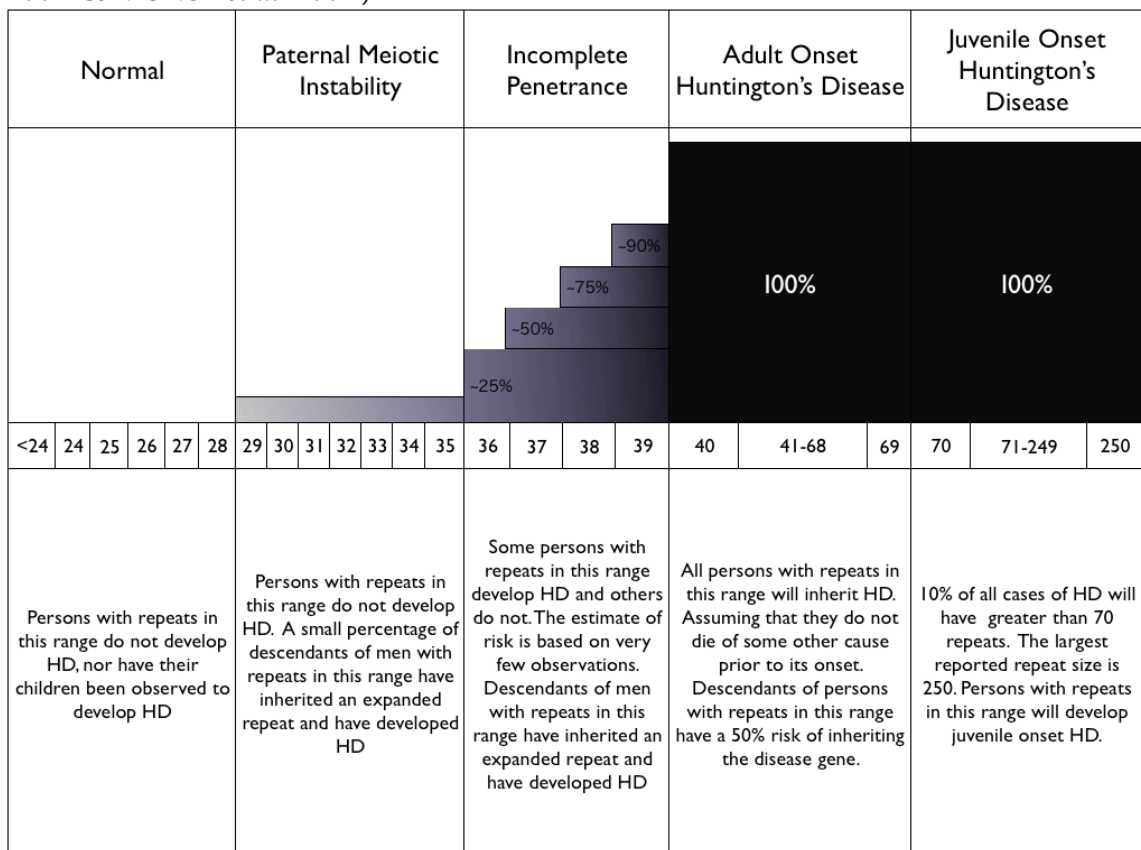 Normal
Paternal Meiotic
Instability
Incomplete
Penetrance
Adult Onset
Huntington's Disease
Juvenile Onset
Huntington's
Disease
~90%
~75%
~50%
~25%
100%
100%
<24 24 25 26 27 28 29 30 31 32 33 34 35 36 37 38 39 40 41-68 69 70 71-249 250
Persons with repeats in
this range do not develop
HD, nor have their
children been observed to
develop HD
Persons with repeats in
this range do not develop
HD. A small percentage of
descendants of men with
repeats in this range have
inherited an expanded
repeat and have developed
HD
Some persons with
repeats in this range
develop HD and others
do not. The estimate of
risk is based on very
few observations.
Descendants of men
with repeats in this
range have inherited an
expanded repeat and
have developed HD
All persons with repeats in
this range will inherit HD.
Assuming that they do not
die of some other cause
prior to its onset.
Descendants of persons
with repeats in this range
have a 50% risk of inheriting
the disease gene.
10% of all cases of HD will
have greater than 70
repeats. The largest
reported repeat size is
250. Persons with repeats
in this range will develop
juvenile onset HD.